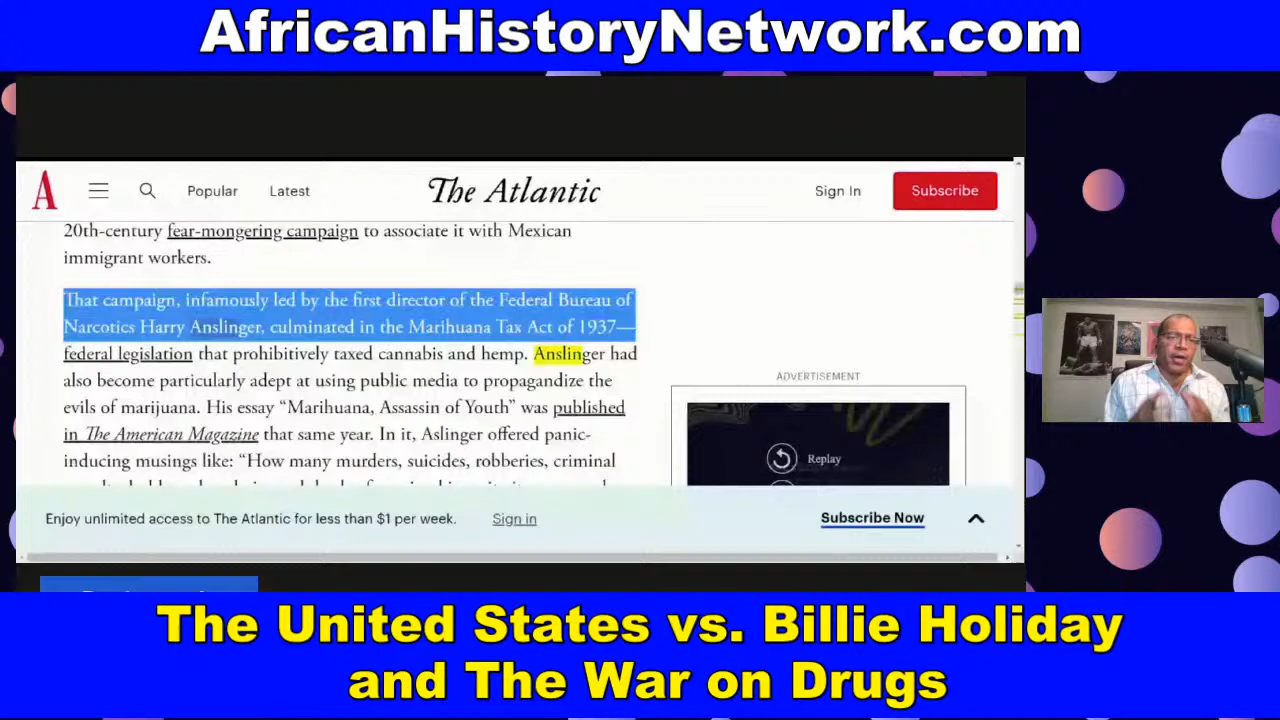 AfricanHistoryNetwork.com
A
Popular
Latest
The Atlantic
Sign In
Subscribe
20th-century fear-mongering campaign to associate it with Mexican
immigrant workers.
That campaign, infamously led by the first director of the Federal Bureau of
Narcotics Harry Anslinger, culminated in the Marihuana Tax Act of 1937—
federal legislation that prohibitively taxed cannabis and hemp. Anslinger had
also become particularly adept at using public media to propagandize the
evils of marijuana. His essay “Marihuana, Assassin of Youth” was published
in The American Magazine that same year. In it, Aslinger offered panic-
inducing musings like: “How many murders, suicides, robberies, criminal
ADVERTISEMENT
Replay
Enjoy unlimited access to The Atlantic for less than $1 per week.
Sign in
Subscribe Now
The United States vs. Billie Holiday
and The War on Drugs